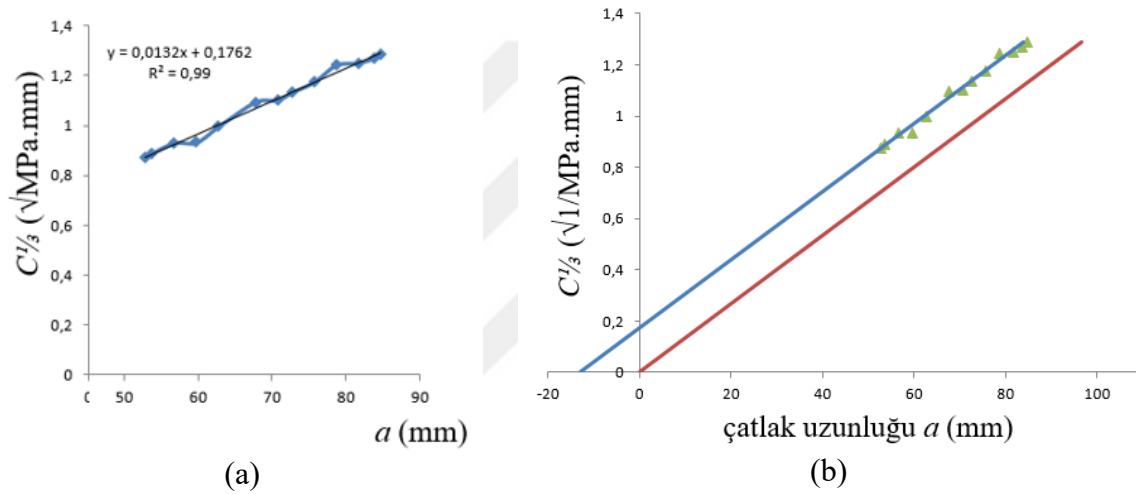 1,4
y = 0,0132x + 0,1762
R² = 0,99
1,2
1
0,8
0,6
0,4
0,2
0
50 60 70 80 90
C⅓ (√MPa.mm)
a (mm)
(a)
1,4
1,2
1
0,8
0,6
0,4
0,2
0
-20 0 20 40 60 80 100
C⅓ (√1/MPa.mm)
çatlak uzunluğu a (mm)
(b)